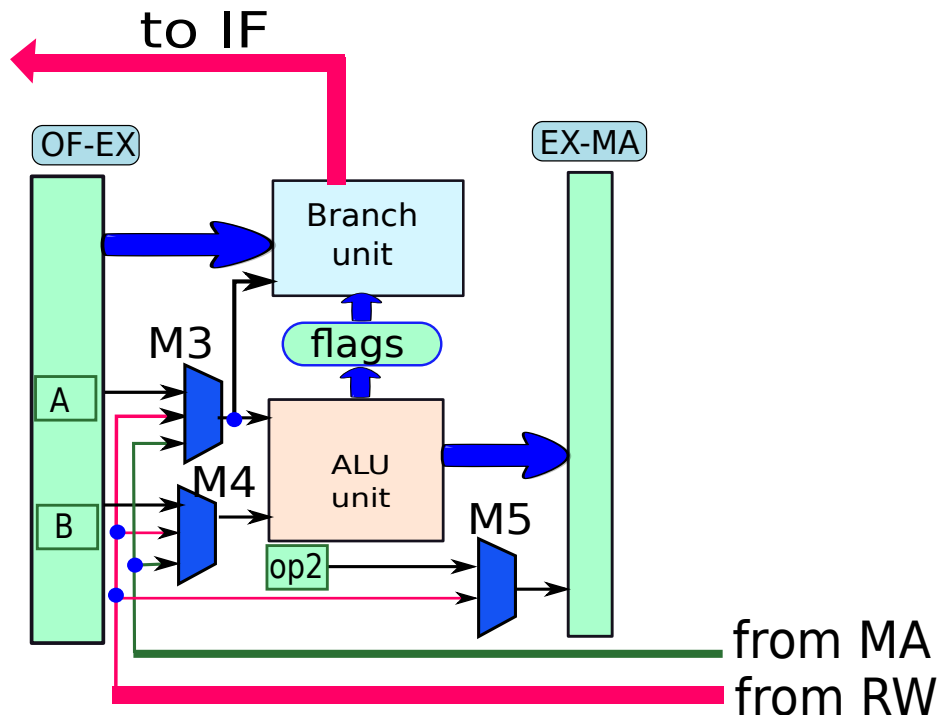 to IF
OF-EX
EX-MA
Branch
unit
M3
flags
A
ALU
unit
M4
B
M5
op2
from MA
from RW